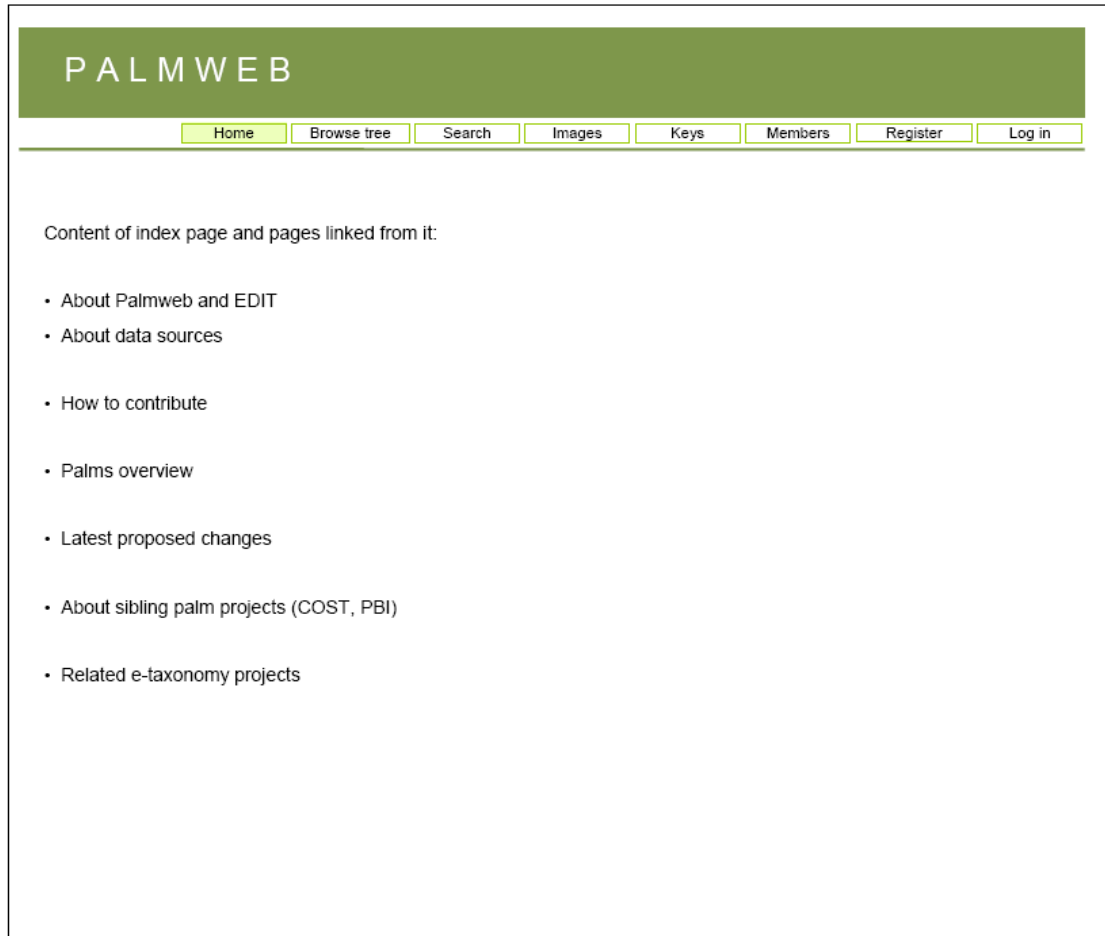 PALMWEB
Home Browse tree Search Images Keys Members Register Log in
Content of index page and pages linked from it:
• About Palmweb and EDIT
• About data sources
• How to contribute
• Palms overview
• Latest proposed changes
• About sibling palm projects (COST, PBI)
• Related e-taxonomy projects